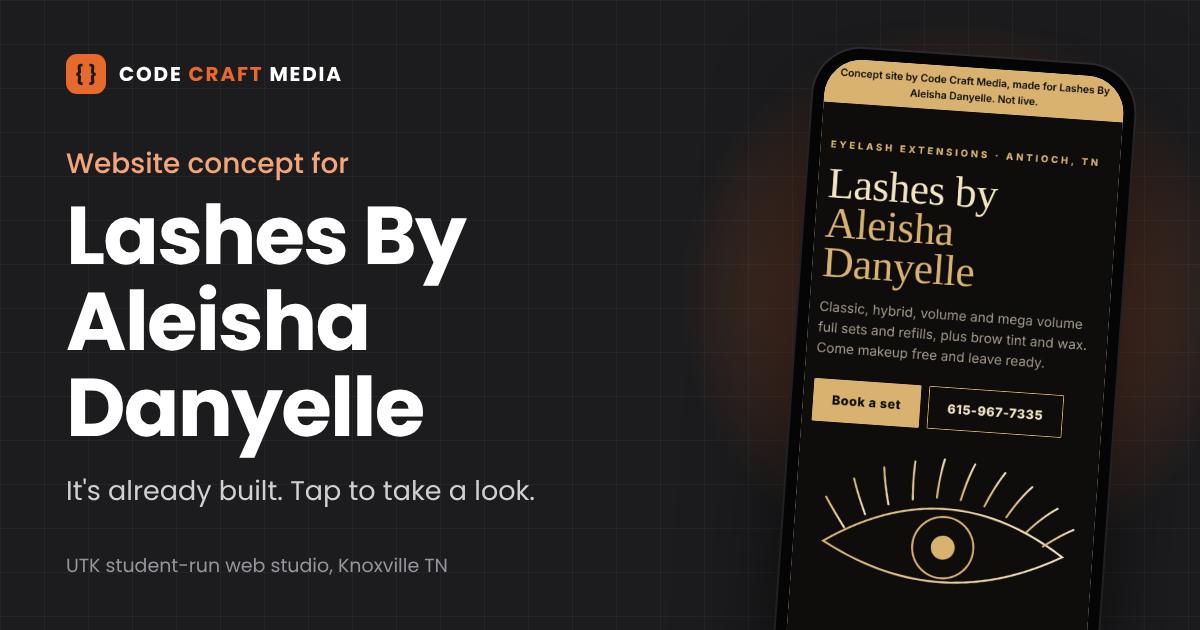 { }
CODE CRAFT MEDIA
Website concept for
Lashes By
Aleisha
Danyelle
It's already built. Tap to take a look.
UTK student-run web studio, Knoxville TN
Concept site by Code Craft Media, made for Lashes By
Aleisha Danyelle. Not live.
EYELASH EXTENSIONS · ANTIOCH, TN
Lashes by
Aleisha
Danyelle
Classic, hybrid, volume and mega volume
full sets and refills, plus brow tint and wax.
Come makeup free and leave ready.
Book a set
615-967-7335